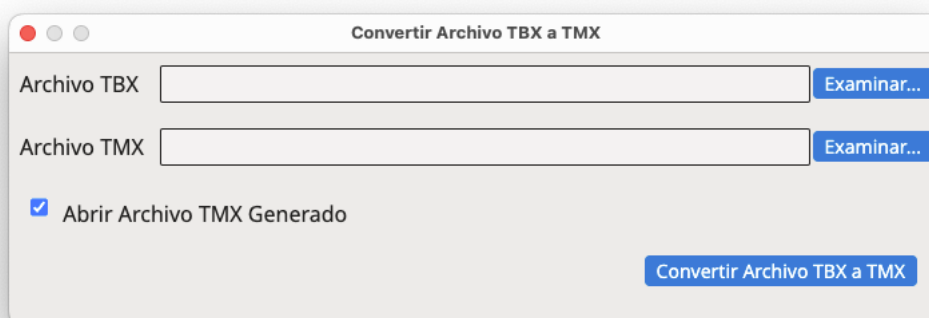 Convertir Archivo TBX a TMX
Archivo TBX Examinar...
Archivo TMX Examinar...
Abrir Archivo TMX Generado
Convertir Archivo TBX a TMX